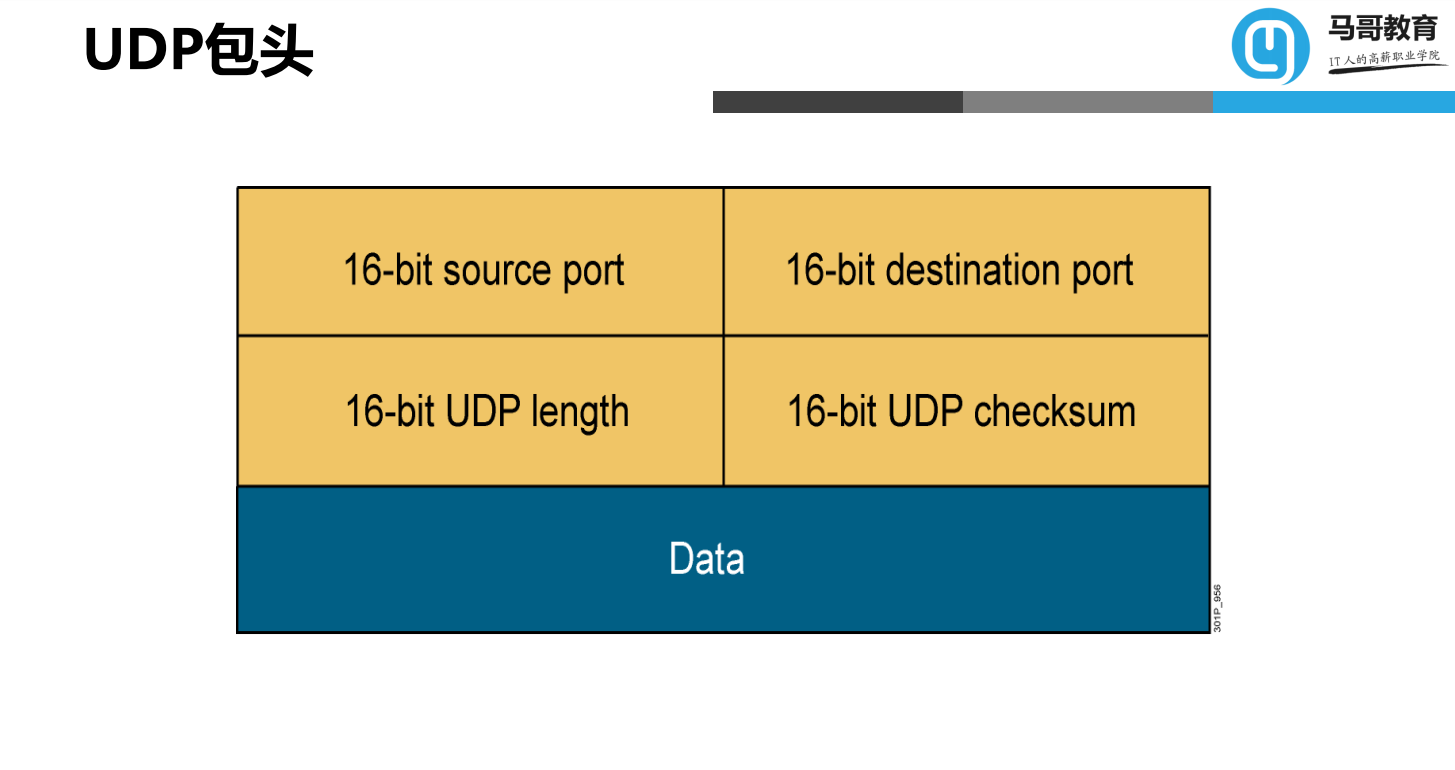 UDP包头
马哥教育
IT人的高薪职业学院
16-bit source port
16-bit destination port
16-bit UDP length
16-bit UDP checksum
Data
301P_956